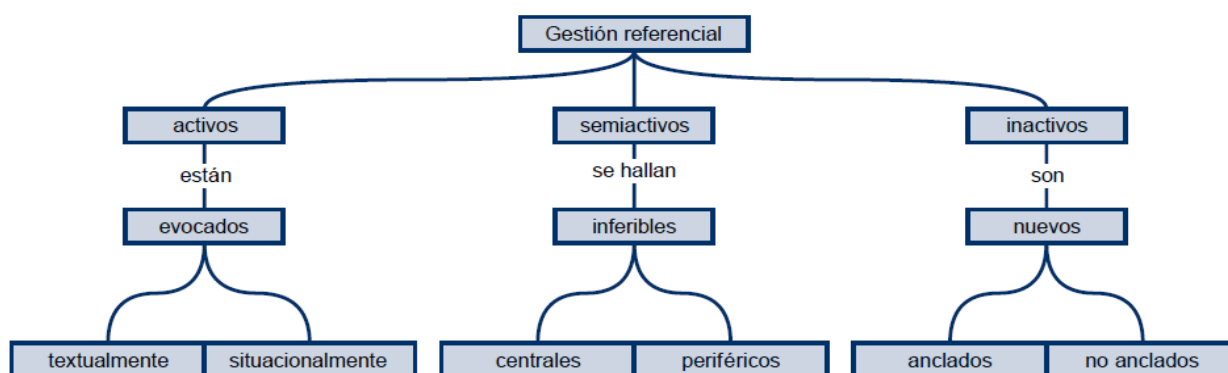 Gestión referencial
activos
semiactivos
inactivos
están
se hallan
son
evocados
inferibles
nuevos
textualmente
situacionalmente
centrales
periféricos
anclados
no anclados